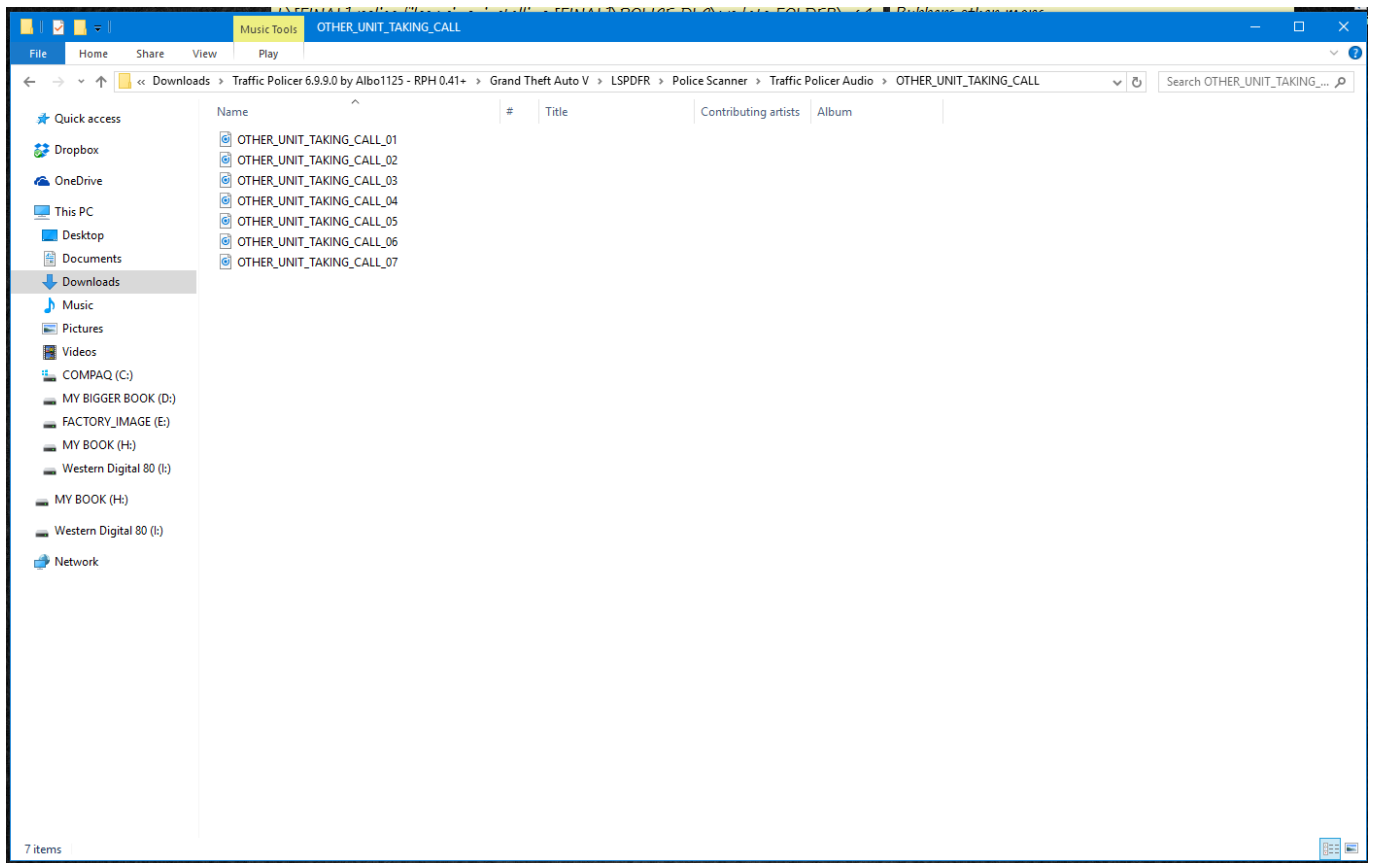 Music Tools OTHER_UNIT_TAKING_CALL
File Home Share View Play
« Downloads > Traffic Policer 6.9.9.0 by Albo1125 - RPH 0.41+ > Grand Theft Auto V > LSPDFR > Police Scanner > Traffic Policer Audio > OTHER_UNIT_TAKING_CALL Search OTHER_UNIT_TAKING_...
Name # Title Contributing artists Album
Quick access
Dropbox
OneDrive
This PC
Desktop
Documents
Downloads
Music
Pictures
Videos
COMPAQ (C:)
MY BIGGER BOOK (D:)
FACTORY_IMAGE (E:)
MY BOOK (H:)
Western Digital 80 (I:)
MY BOOK (H:)
Western Digital 80 (I:)
Network
OTHER_UNIT_TAKING_CALL_01
OTHER_UNIT_TAKING_CALL_02
OTHER_UNIT_TAKING_CALL_03
OTHER_UNIT_TAKING_CALL_04
OTHER_UNIT_TAKING_CALL_05
OTHER_UNIT_TAKING_CALL_06
OTHER_UNIT_TAKING_CALL_07
7 items